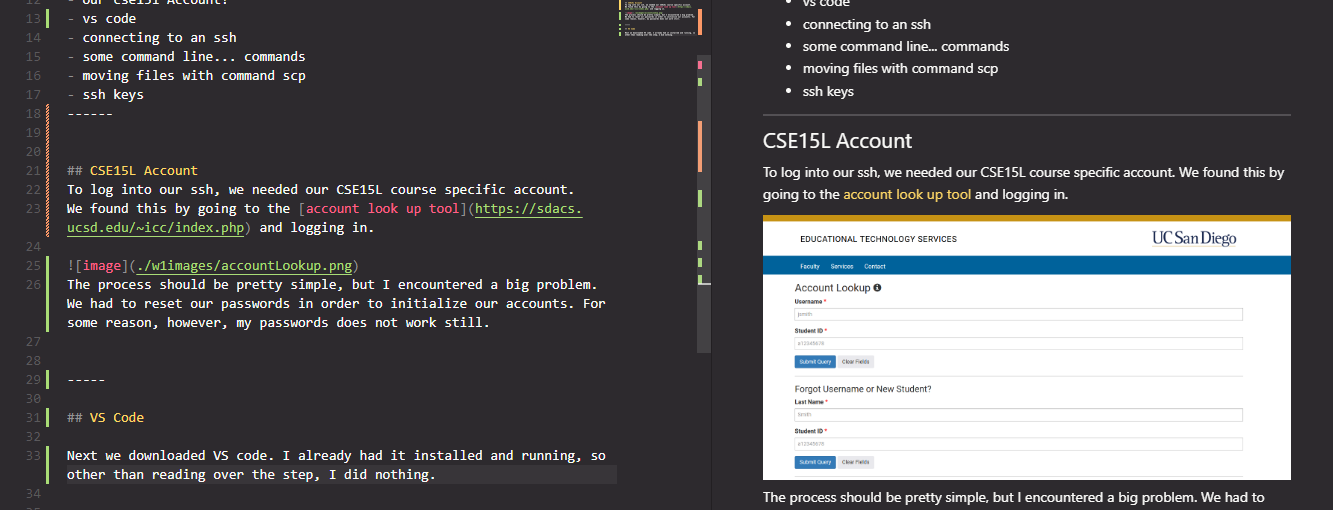 12 - our CSE15l Account!
13 - vs code
14 - connecting to an ssh
15 - some command line... commands
16 - moving files with command scp
17 - ssh keys
18 ------
19
20
21 ## CSE15L Account
22 To log into our ssh, we needed our CSE15L course specific account.
23 We found this by going to the [account look up tool](https://sdacs.
ucsd.edu/~icc/index.php) and logging in.
24
25 ![image](./w1images/accountLookup.png)
26 The process should be pretty simple, but I encountered a big problem.
We had to reset our passwords in order to initialize our accounts. For
some reason, however, my passwords does not work still.
27
28
29 -----
30
31 ## VS Code
32
33 Next we downloaded VS code. I already had it installed and running, so
other than reading over the step, I did nothing.
34
• vs code
• connecting to an ssh
• some command line... commands
• moving files with command scp
• ssh keys
CSE15L Account
To log into our ssh, we needed our CSE15L course specific account. We found this by
going to the account look up tool and logging in.
EDUCATIONAL TECHNOLOGY SERVICES
UC San Diego
Faculty Services Contact
Account Lookup
Username *
jsmith
Student ID *
a12345678
Submit Query Clear Fields
Forgot Username or New Student?
Last Name *
Smith
Student ID *
a12345678
Submit Query Clear Fields
The process should be pretty simple, but I encountered a big problem. We had to